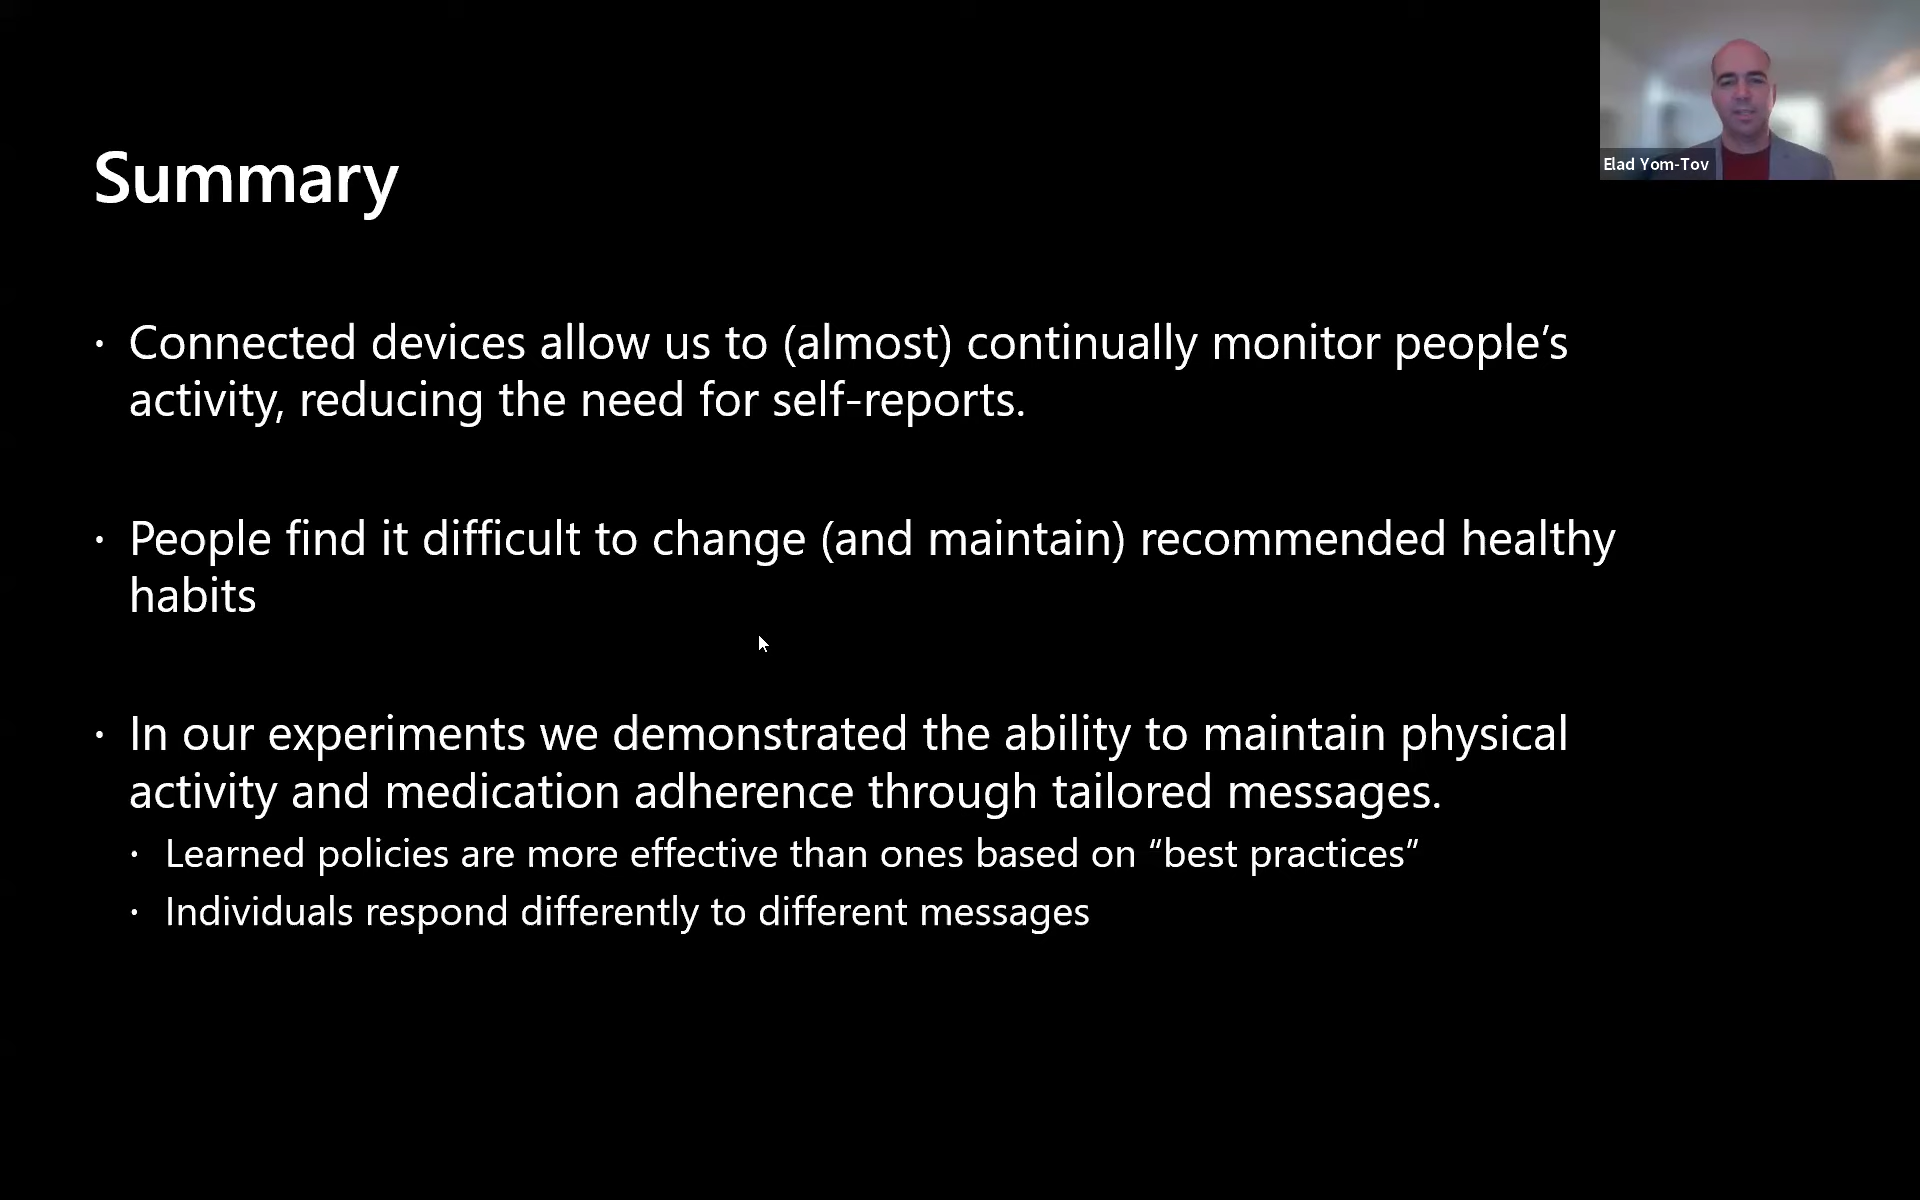 Elad Yom-Tov
Summary
• Connected devices allow us to (almost) continually monitor people’s
activity, reducing the need for self-reports.
• People find it difficult to change (and maintain) recommended healthy
habits
• In our experiments we demonstrated the ability to maintain physical
activity and medication adherence through tailored messages.
• Learned policies are more effective than ones based on “best practices”
• Individuals respond differently to different messages